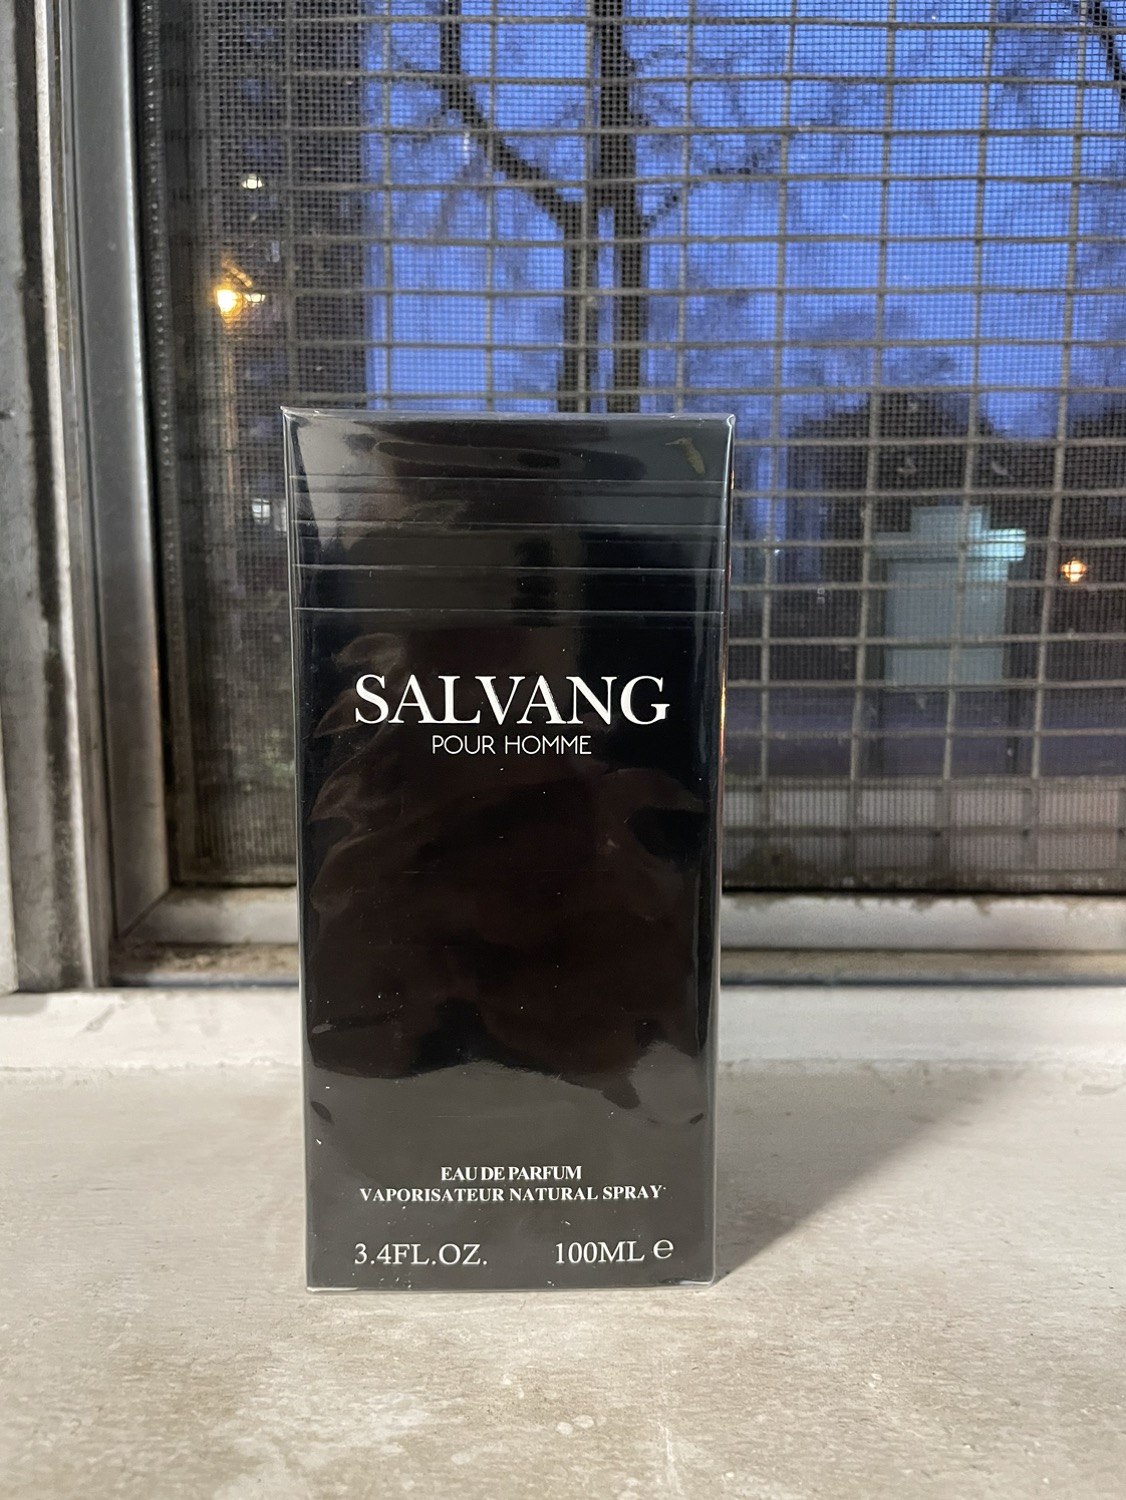 SALVANG
POUR HOMME
EAU DE PARFUM
VAPORISATEUR NATURAL SPRAY
3.4FL.OZ. 100ML ℮